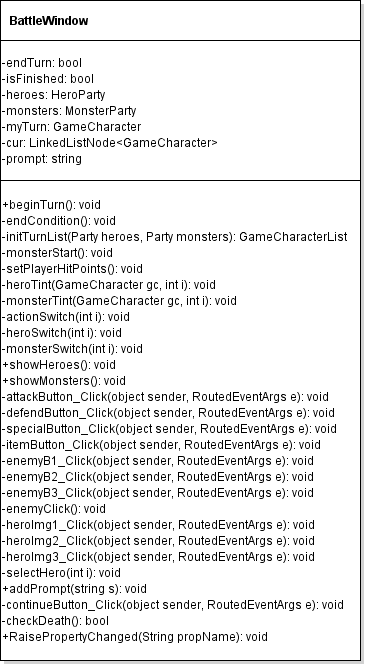 BattleWindow
-endTurn: bool
-isFinished: bool
-heroes: HeroParty
-monsters: MonsterParty
-myTurn: GameCharacter
-cur: LinkedListNode<GameCharacter>
-prompt: string
+beginTurn(): void
-endCondition(): void
-initTurnList(Party heroes, Party monsters): GameCharacterList
-monsterStart(): void
-setPlayerHitPoints(): void
-heroTint(GameCharacter gc, int i): void
-monsterTint(GameCharacter gc, int i): void
-actionSwitch(int i): void
-heroSwitch(int i): void
-monsterSwitch(int i): void
+showHeroes(): void
+showMonsters(): void
-attackButton_Click(object sender, RoutedEventArgs e): void
-defendButton_Click(object sender, RoutedEventArgs e): void
-specialButton_Click(object sender, RoutedEventArgs e): void
-itemButton_Click(object sender, RoutedEventArgs e): void
-enemyB1_Click(object sender, RoutedEventArgs e): void
-enemyB2_Click(object sender, RoutedEventArgs e): void
-enemyB3_Click(object sender, RoutedEventArgs e): void
-enemyClick(): void
-heroImg1_Click(object sender, RoutedEventArgs e): void
-heroImg2_Click(object sender, RoutedEventArgs e): void
-heroImg3_Click(object sender, RoutedEventArgs e): void
-selectHero(int i): void
+addPrompt(string s): void
-continueButton_Click(object sender, RoutedEventArgs e): void
-checkDeath(): bool
+RaisePropertyChanged(String propName): void